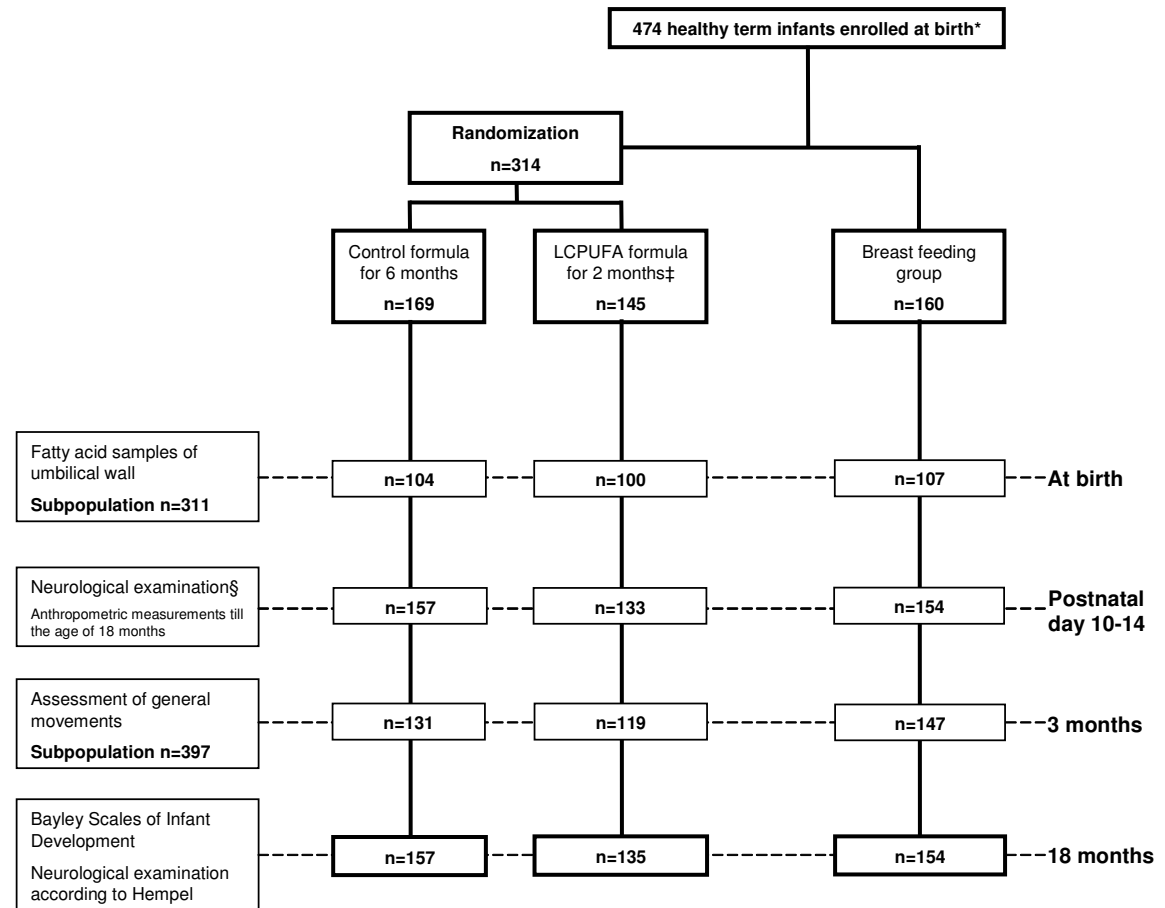 474 healthy term infants enrolled at birth*
Randomization
n=314
Control formula
for 6 months
n=169
LCPUFA formula
for 2 months‡
n=145
Breast feeding
group
n=160
Fatty acid samples of
umbilical wall
Subpopulation n=311
n=104
n=100
n=107
At birth
Neurological examination§
Anthropometric measurements till
the age of 18 months
n=157
n=133
n=154
Postnatal
day 10-14
Assessment of general
movements
Subpopulation n=397
n=131
n=119
n=147
3 months
Bayley Scales of Infant
Development
Neurological examination
according to Hempel
n=157
n=135
n=154
18 months